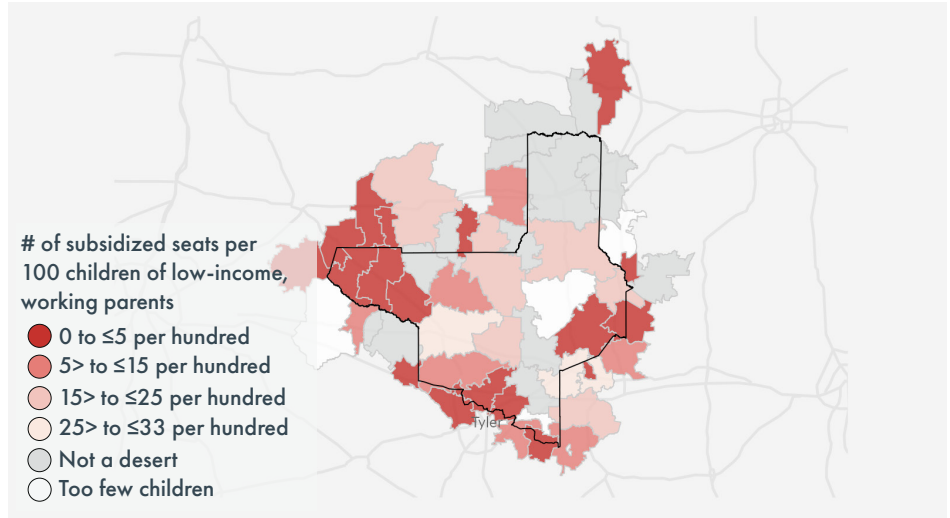 # of subsidized seats per
100 children of low-income,
working parents
0 to ≤5 per hundred
5> to ≤15 per hundred
15> to ≤25 per hundred
25> to ≤33 per hundred
Not a desert
Too few children
Tyler